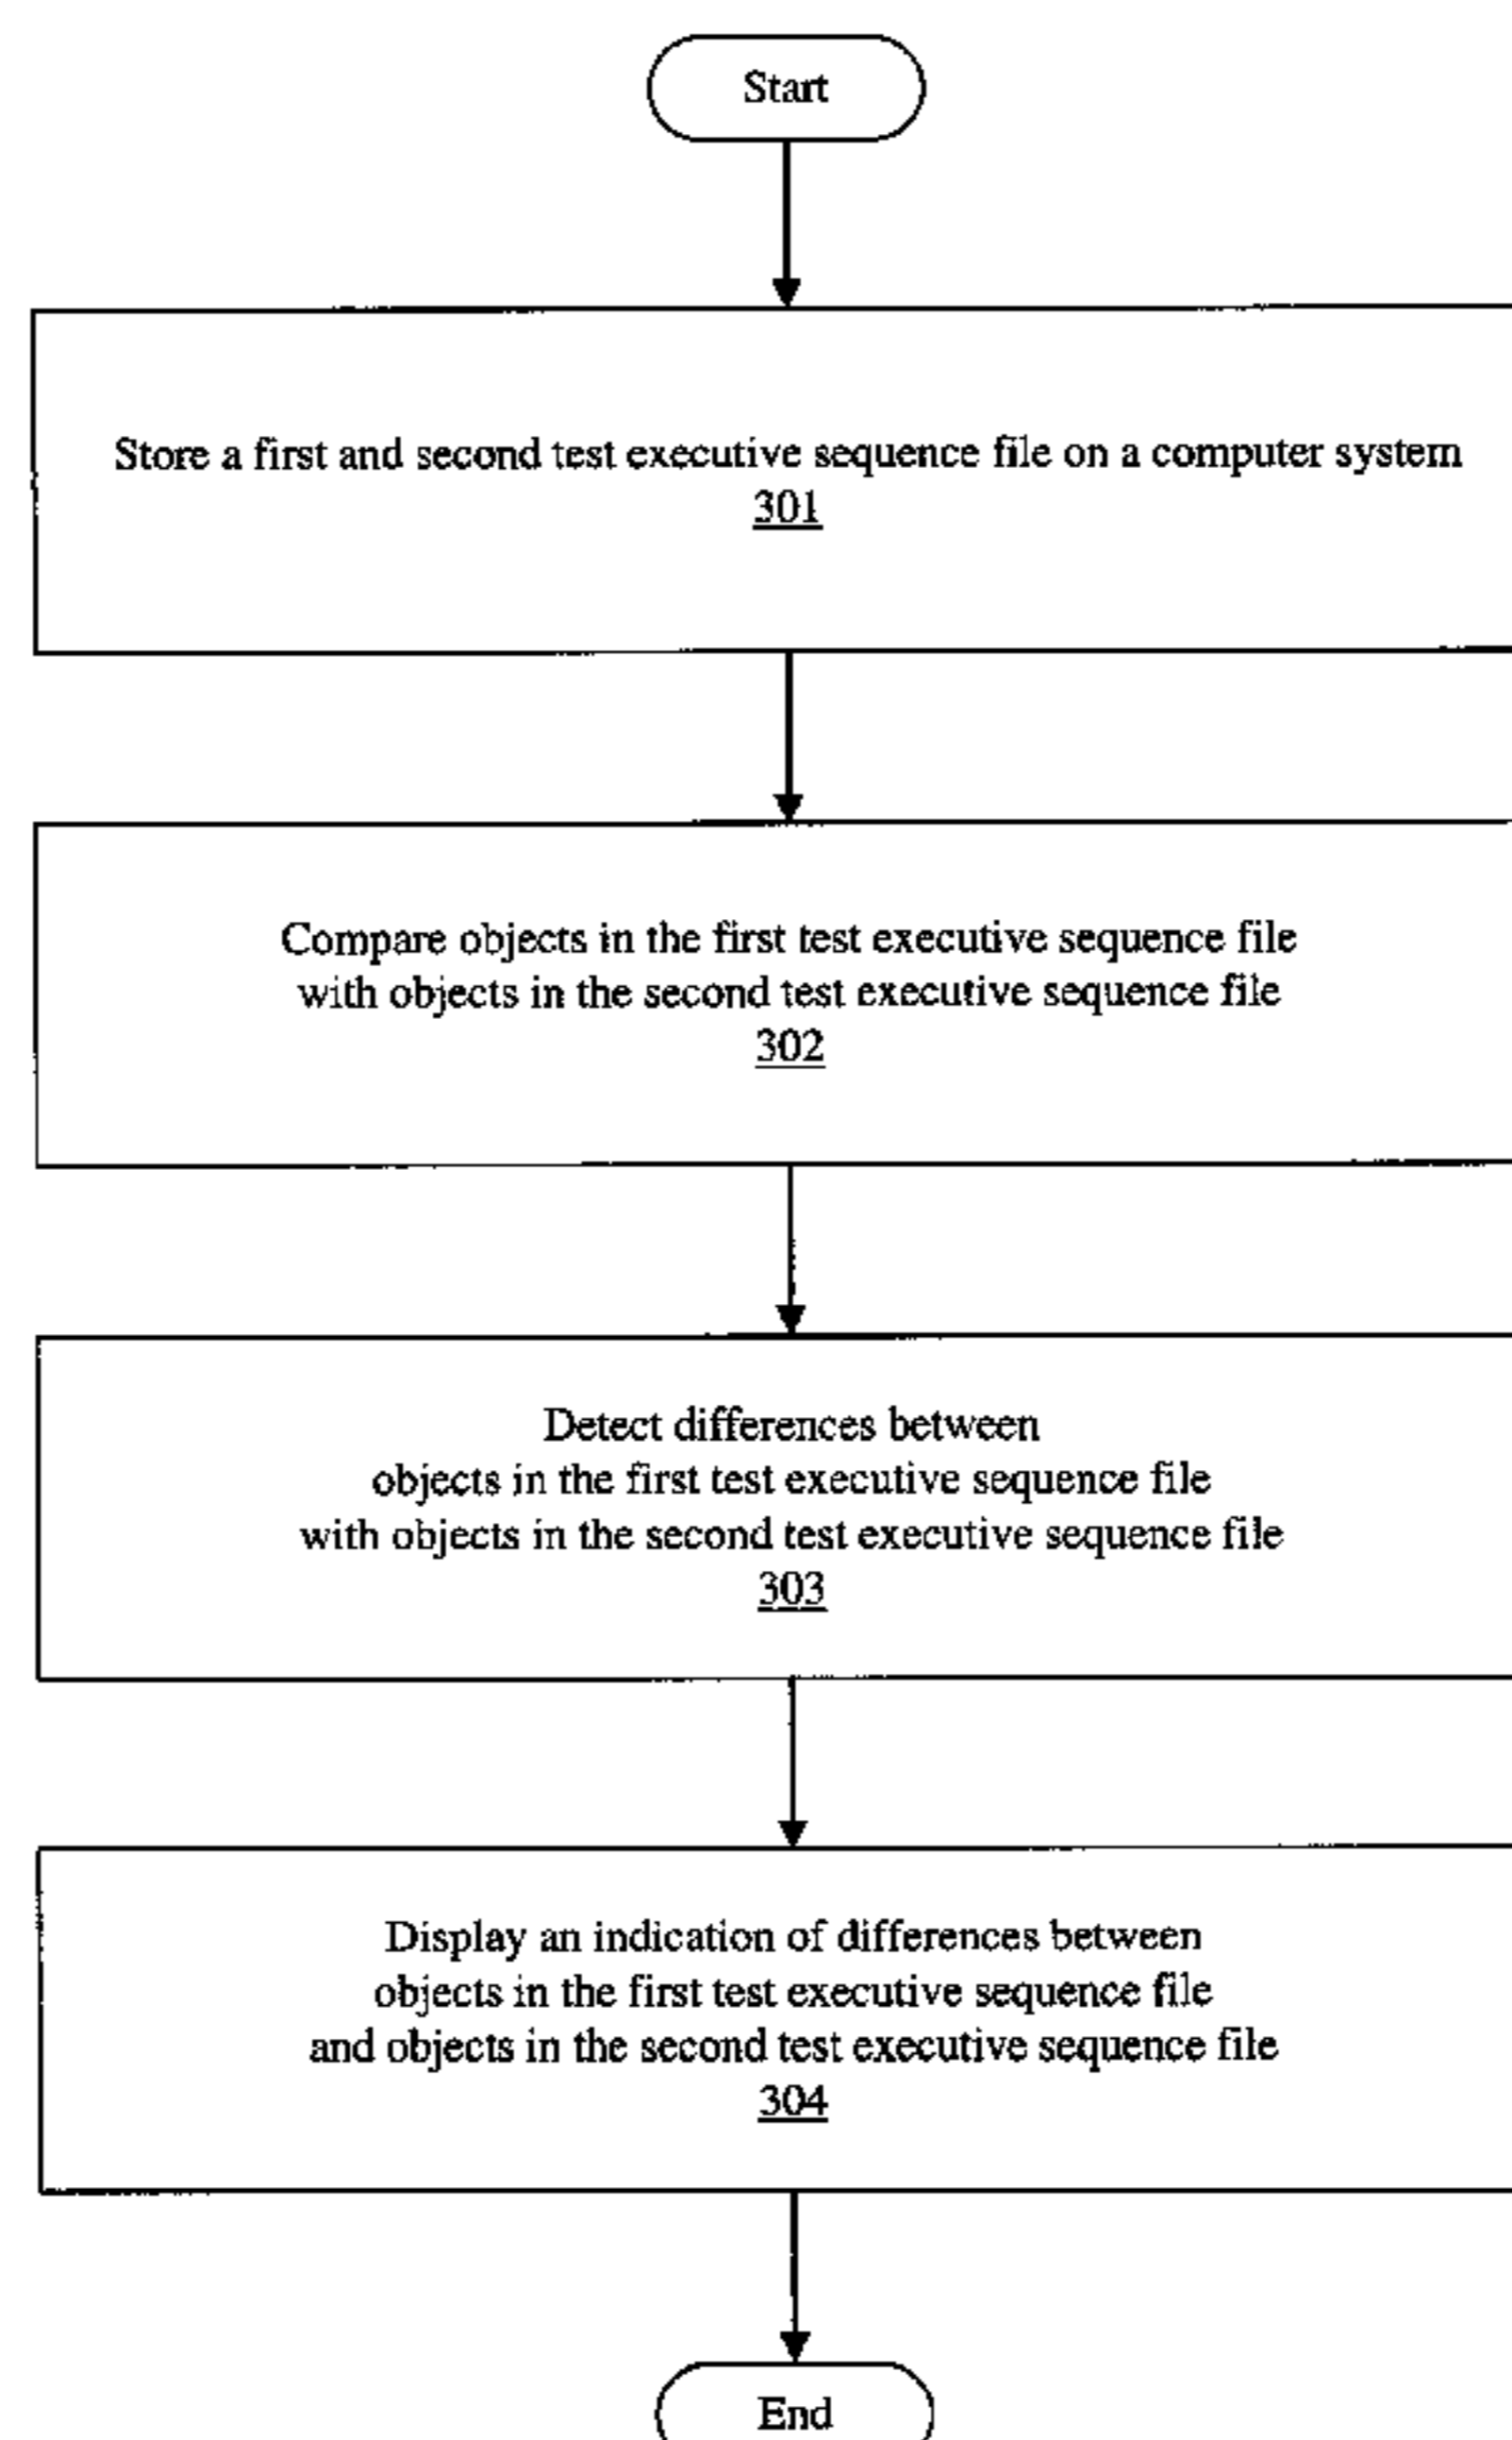 Start
Store a first and second test executive sequence file on a computer system
301
Compare objects in the first test executive sequence file
with objects in the second test executive sequence file
302
Detect differences between
objects in the first test executive sequence file
with objects in the second test executive sequence file
303
Display an indication of differences between
objects in the first test executive sequence file
and objects in the second test executive sequence file
304
End